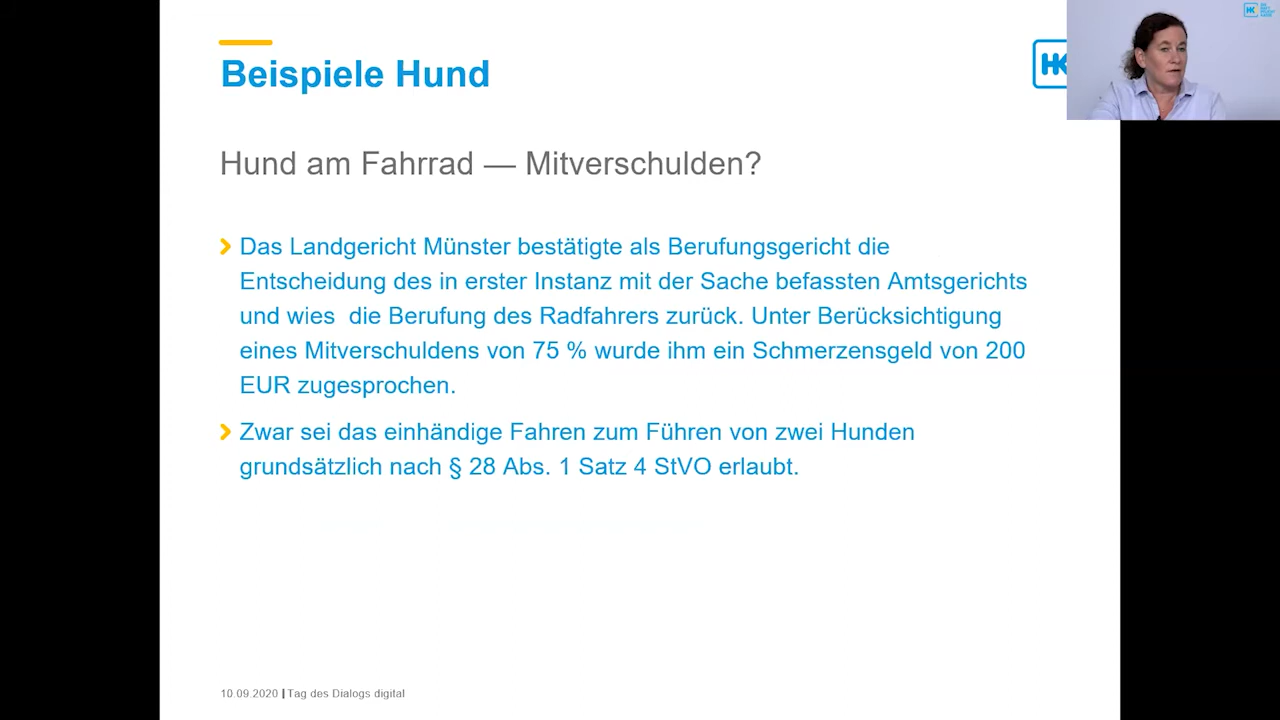 Beispiele Hund
HK
Hund am Fahrrad — Mitverschulden?
Das Landgericht Münster bestätigte als Berufungsgericht die
Entscheidung des in erster Instanz mit der Sache befassten Amtsgerichts
und wies die Berufung des Radfahrers zurück. Unter Berücksichtigung
eines Mitverschuldens von 75 % wurde ihm ein Schmerzensgeld von 200
EUR zugesprochen.
Zwar sei das einhändige Fahren zum Führen von zwei Hunden
grundsätzlich nach § 28 Abs. 1 Satz 4 StVO erlaubt.
10.09.2020 | Tag des Dialogs digital